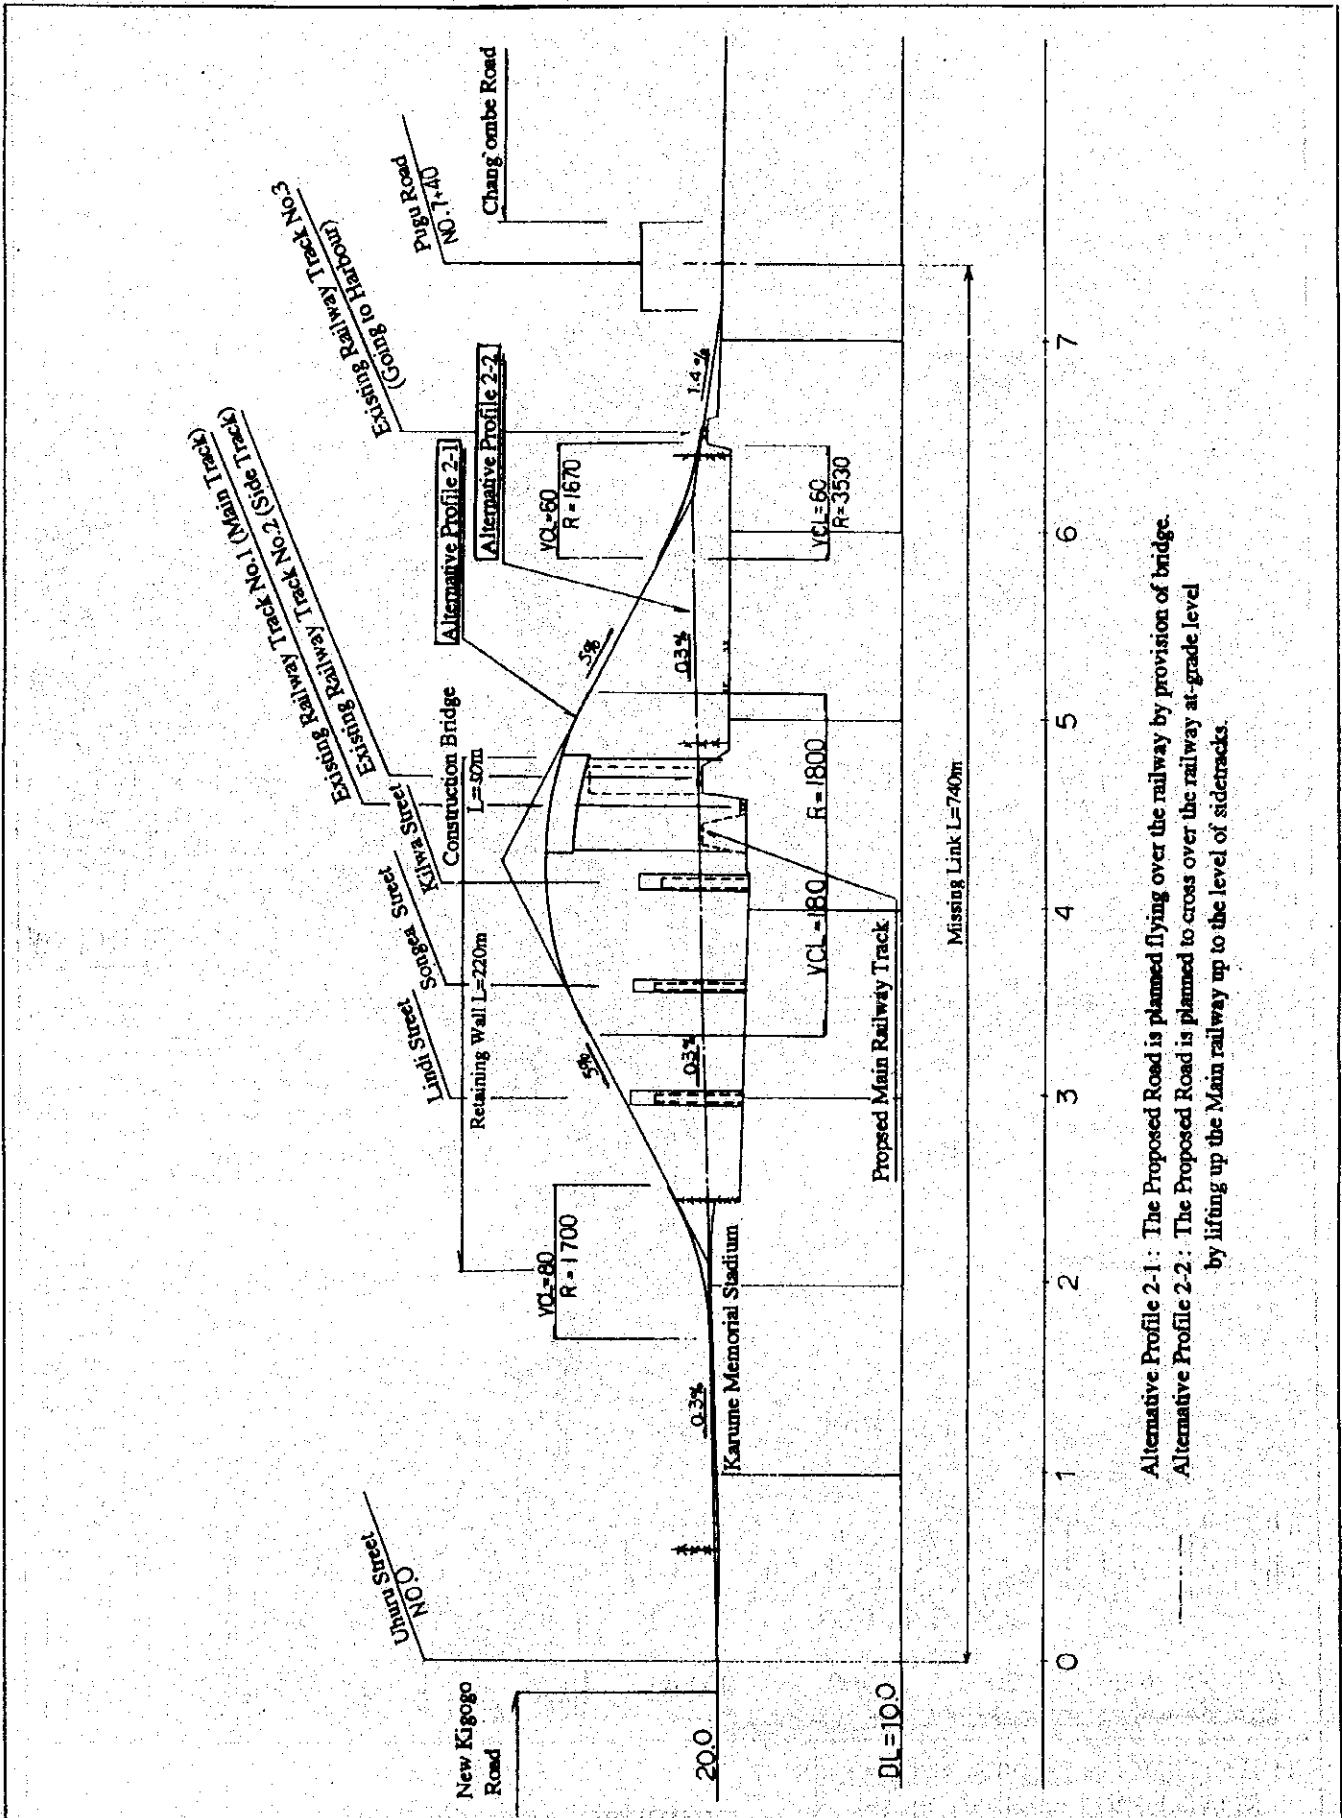 New Kigogo
Road
Uhuru Street
NO.0
Lindi Street
Songea Street
Kilwa Street
Existing Railway Track No.1 (Main Track)
Existing Railway Track No.2 (Side Track)
Existing Railway Track No.3
(Going to Harbour)
Pugu Road
NO.7+40
Chang'ombe Road
Alternative Profile 2-1
Alternative Profile 2-2
Construction Bridge
Retaining Wall L=220m
VCL=80
R=1700
VCL=60
R=1670
5%
5%
0.3%
0.3%
0.3%
1.4%
20.0
Karume Memorial Stadium
VCL=180
R=1800
VCL=60
R=3530
Propsed Main Railway Track
DL=10.0
Missing Link L=740m
0 1 2 3 4 5 6 7
Alternative Profile 2-1 : The Proposed Road is planned flying over the railway by provision of bridge.
Alternative Profile 2-2 : The Proposed Road is planned to cross over the railway at-grade level
by lifting up the Main railway up to the level of sidetracks.